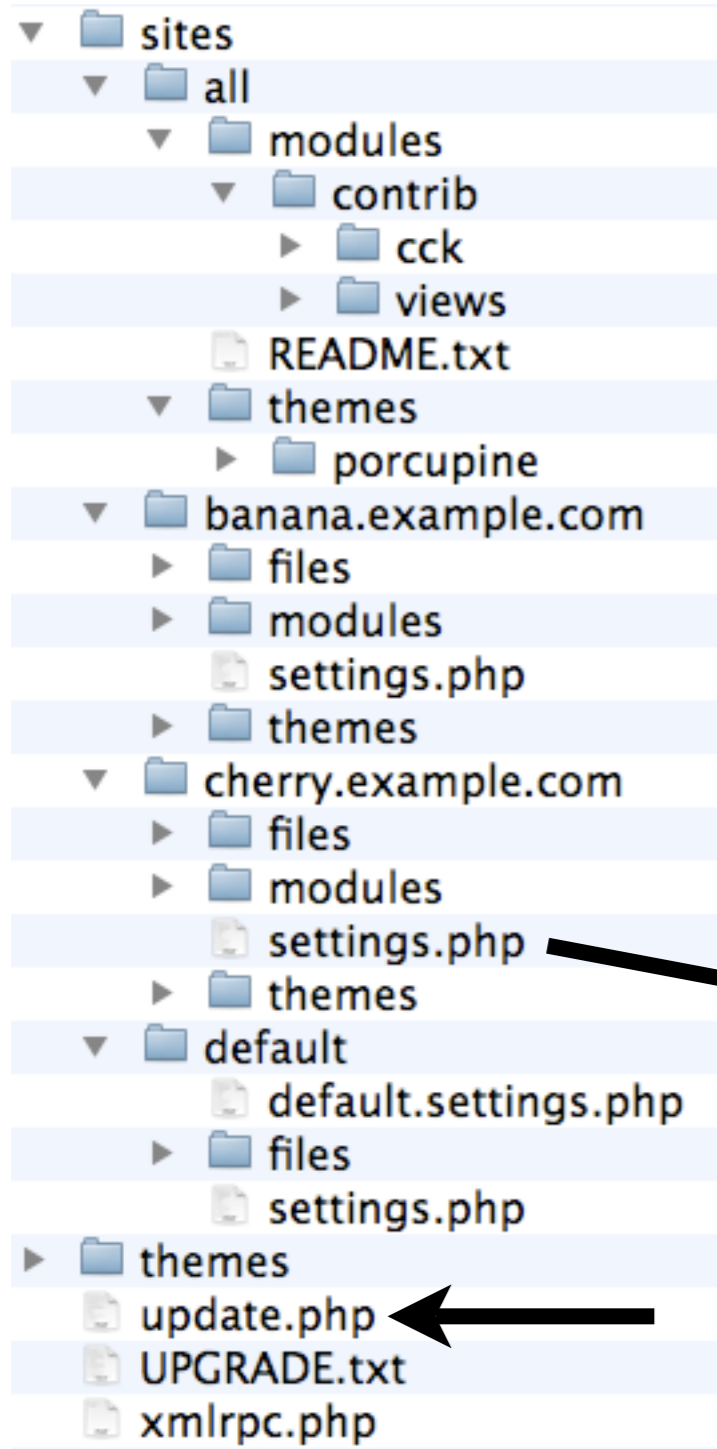 sites
all
modules
contrib
cck
views
README.txt
themes
porcupine
banana.example.com
files
modules
settings.php
themes
cherry.example.com
files
modules
settings.php
themes
default
default.settings.php
files
settings.php
themes
update.php
UPGRADE.txt
xmlrpc.php